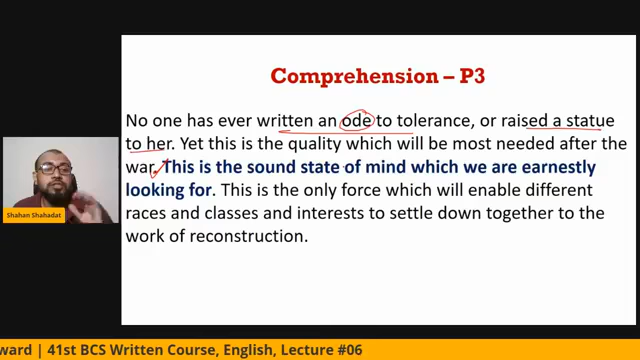 Comprehension – P3
No one has ever written an ode to tolerance, or raised a statue
to her. Yet this is the quality which will be most needed after the
war. This is the sound state of mind which we are earnestly
looking for. This is the only force which will enable different
races and classes and interests to settle down together to the
work of reconstruction.
Shahan Shahadat
ward | 41st BCS Written Course, English, Lecture #06